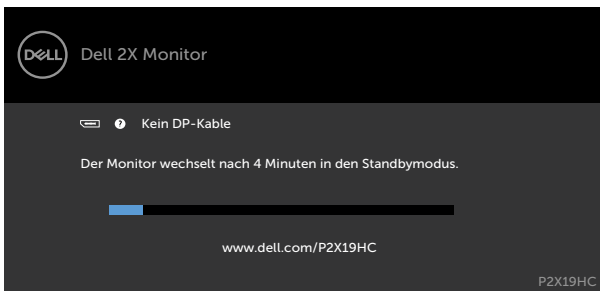 DELL
Dell 2X Monitor
? Kein DP-Kable
Der Monitor wechselt nach 4 Minuten in den Standbymodus.
www.dell.com/P2X19HC
P2X19HC